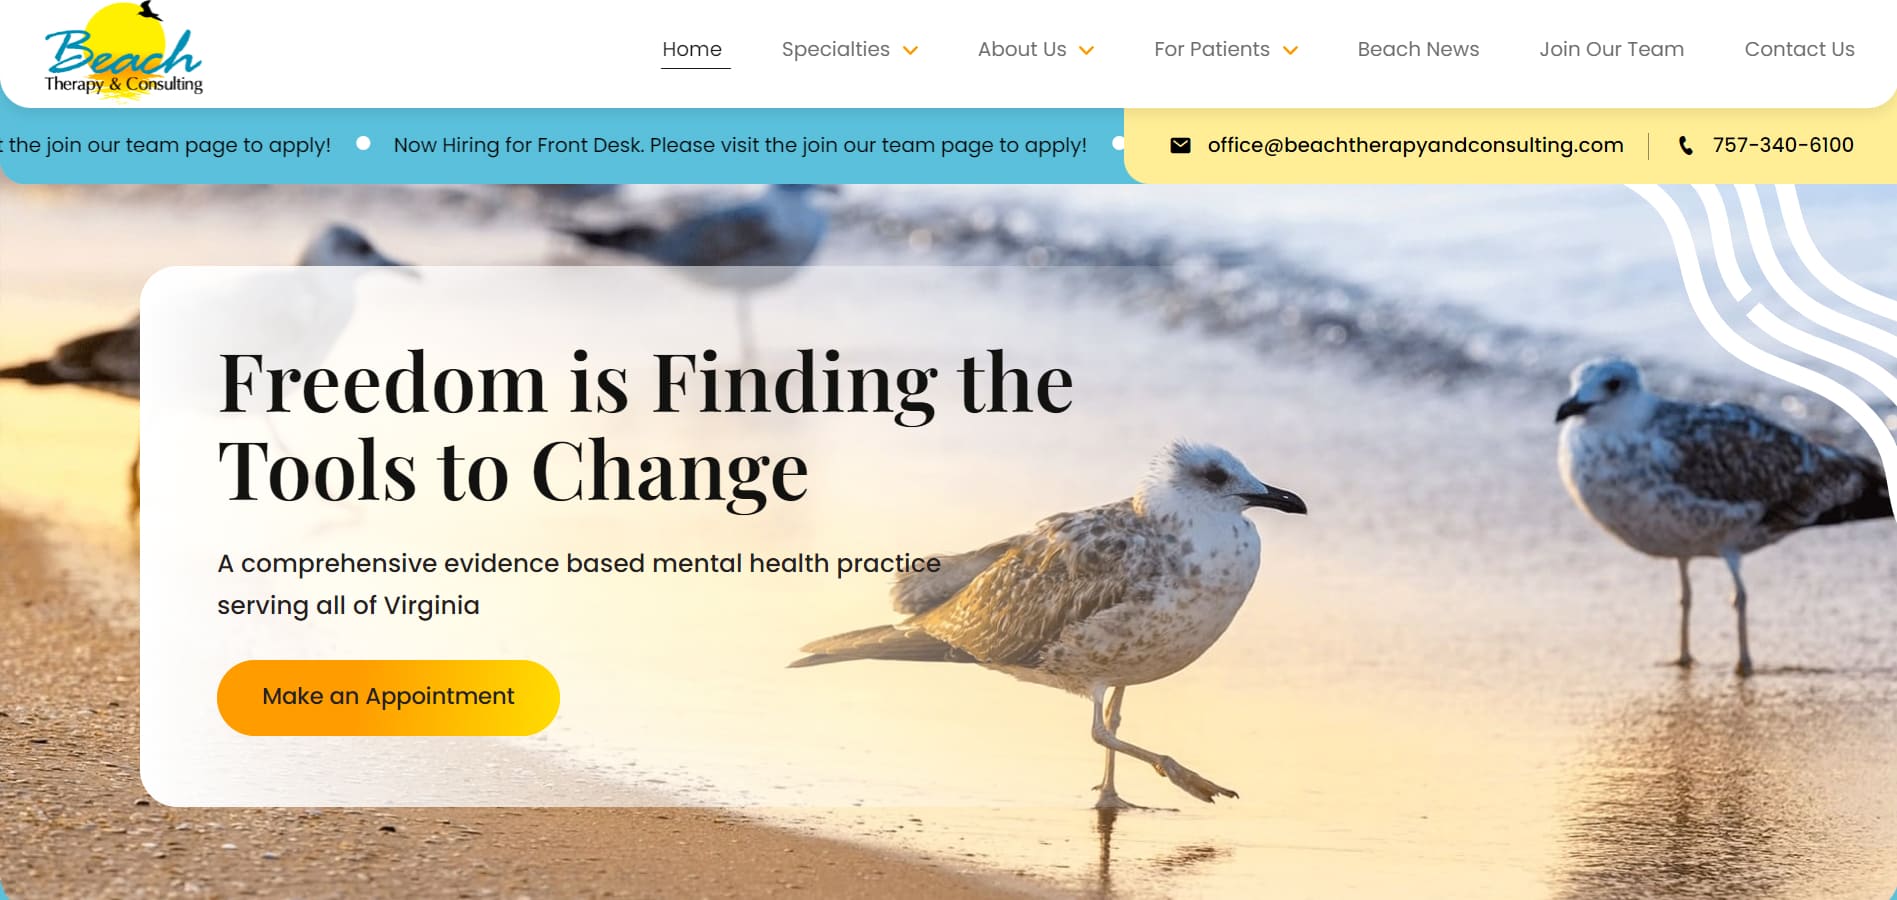 Beach
Therapy & Consulting
Home Specialties About Us For Patients Beach News Join Our Team Contact Us
the join our team page to apply! Now Hiring for Front Desk. Please visit the join our team page to apply! office@beachtherapyandconsulting.com 757-340-6100
Freedom is Finding the
Tools to Change
A comprehensive evidence based mental health practice
serving all of Virginia
Make an Appointment